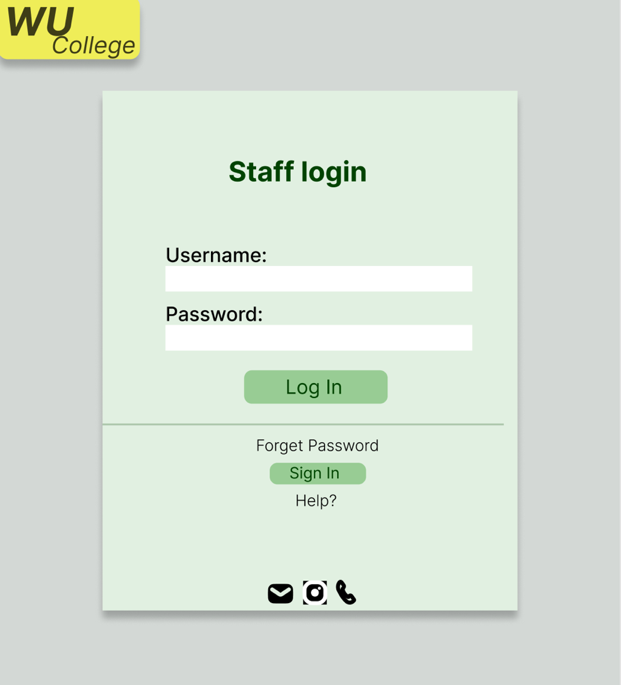 WU
College
Staff login
Username:
Password:
Log In
Forget Password
Sign In
Help?